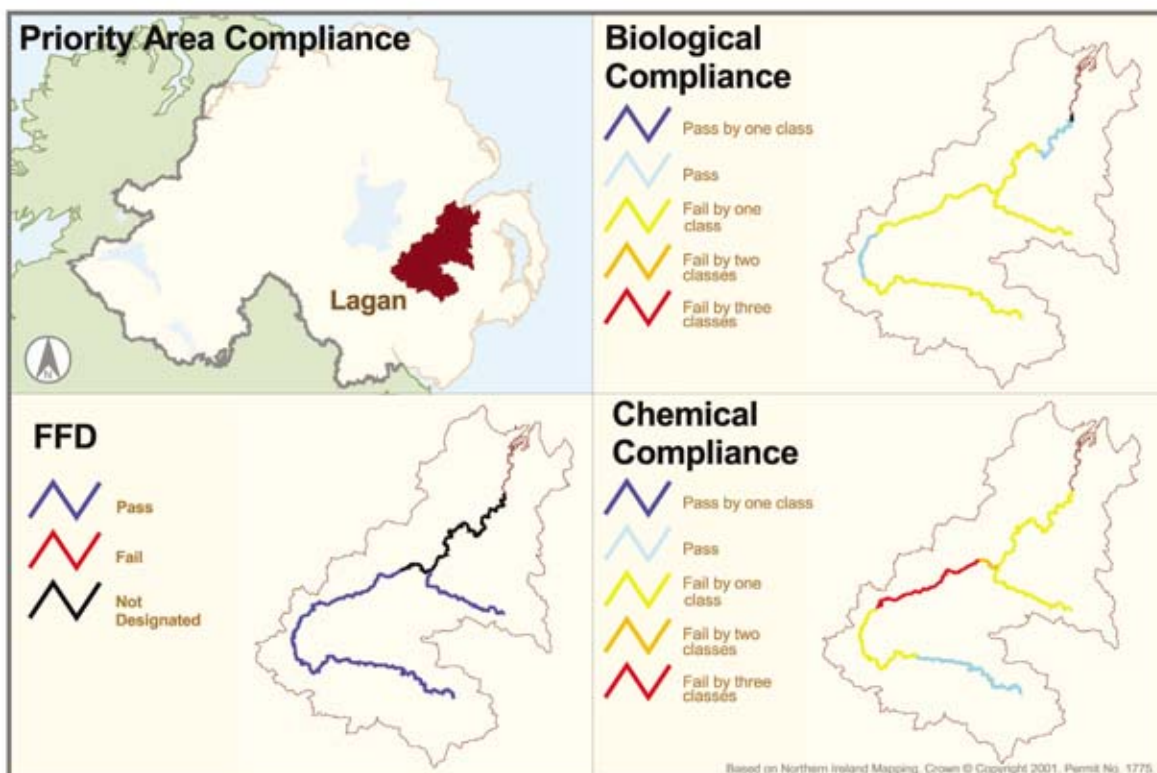 Priority Area Compliance
Lagan
N
Biological
Compliance
Pass by one class
Pass
Fail by one
class
Fail by two
classes
Fail by three
classes
FFD
Pass
Fail
Not
Designated
Chemical
Compliance
Pass by one class
Pass
Fail by one
class
Fail by two
classes
Fail by three
classes
Based on Northern Ireland Mapping, Crown © Copyright 2001, Permit No. 1775